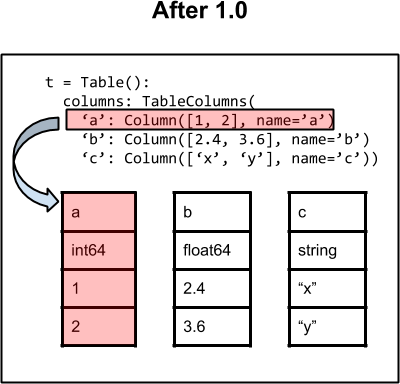 After 1.0
t = Table():
columns: TableColumns(
‘a’: Column([1, 2], name=’a’)
‘b’: Column([2.4, 3.6], name=’b’)
‘c’: Column([‘x’, ‘y’], name=’c’))
a b c
int64 float64 string
1 2.4 “x”
2 3.6 “y”